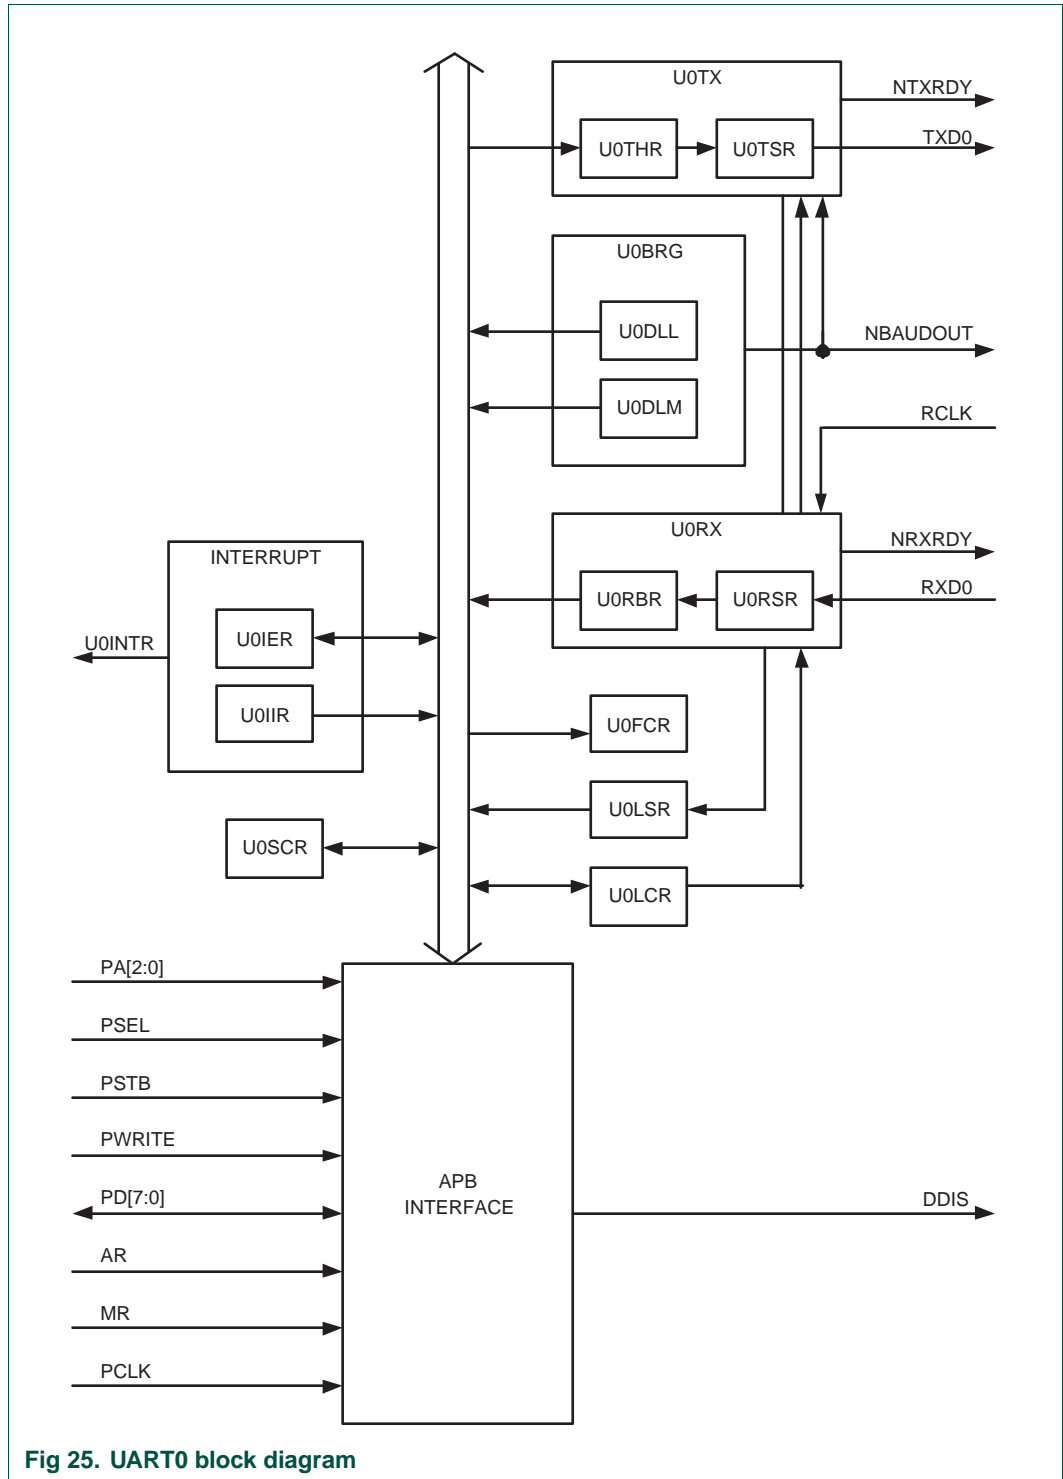 U0TX
NTXRDY
U0THR
U0TSR
TXD0
U0BRG
U0DLL
NBAUDOUT
U0DLM
RCLK
U0RX
NRXRDY
INTERRUPT
U0RBR
U0RSR
RXD0
U0INTR
U0IER
U0IIR
U0FCR
U0LSR
U0SCR
U0LCR
PA[2:0]
PSEL
PSTB
PWRITE
PD[7:0]
APB
INTERFACE
DDIS
AR
MR
PCLK
Fig 25. UART0 block diagram